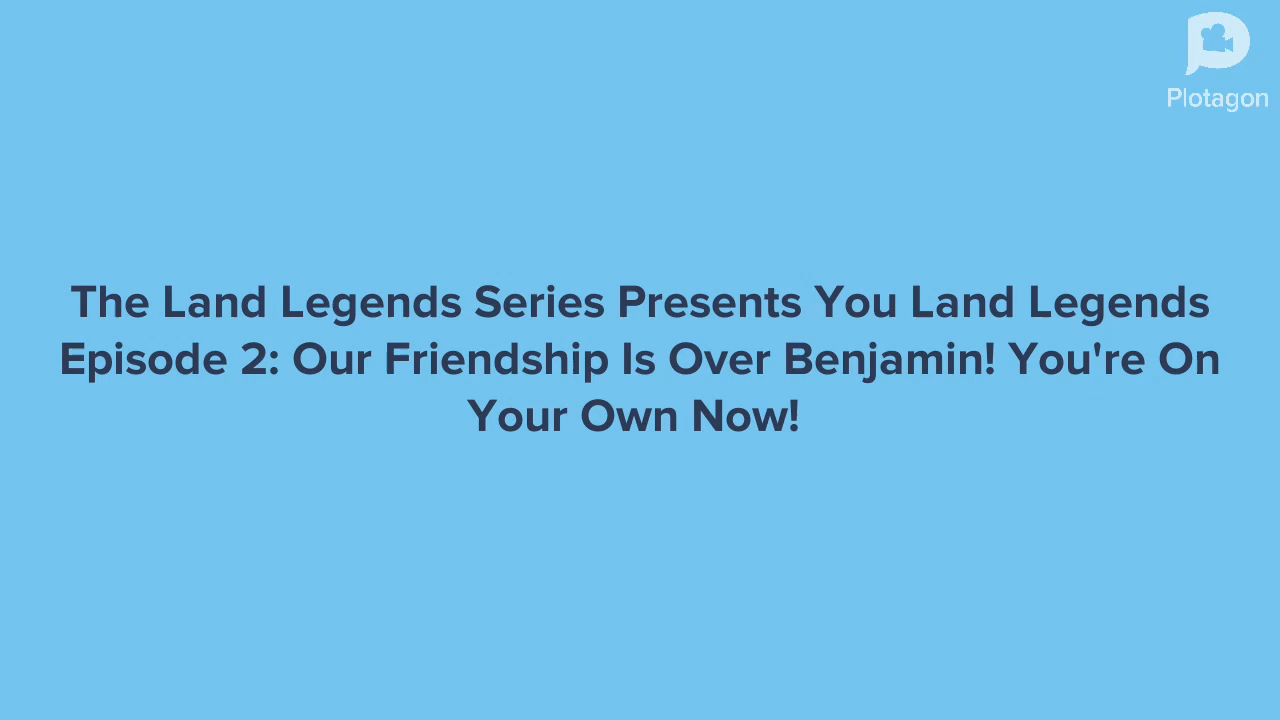 Plotagon
The Land Legends Series Presents You Land Legends
Episode 2: Our Friendship Is Over Benjamin! You're On
Your Own Now!